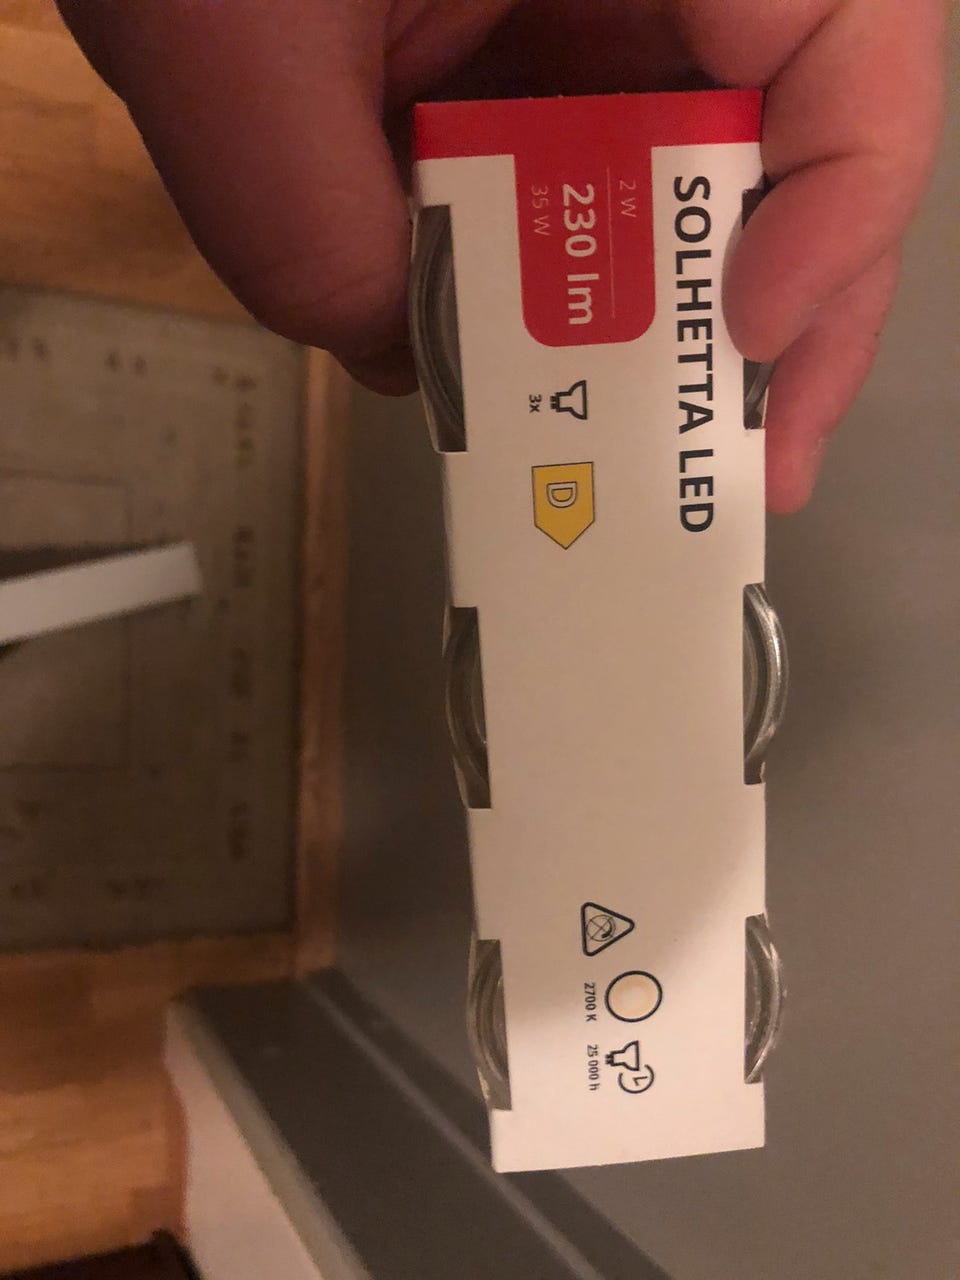 SOLHETTA LED
2 W
230 lm
35 W
3x
D
2700 K
25 000 h